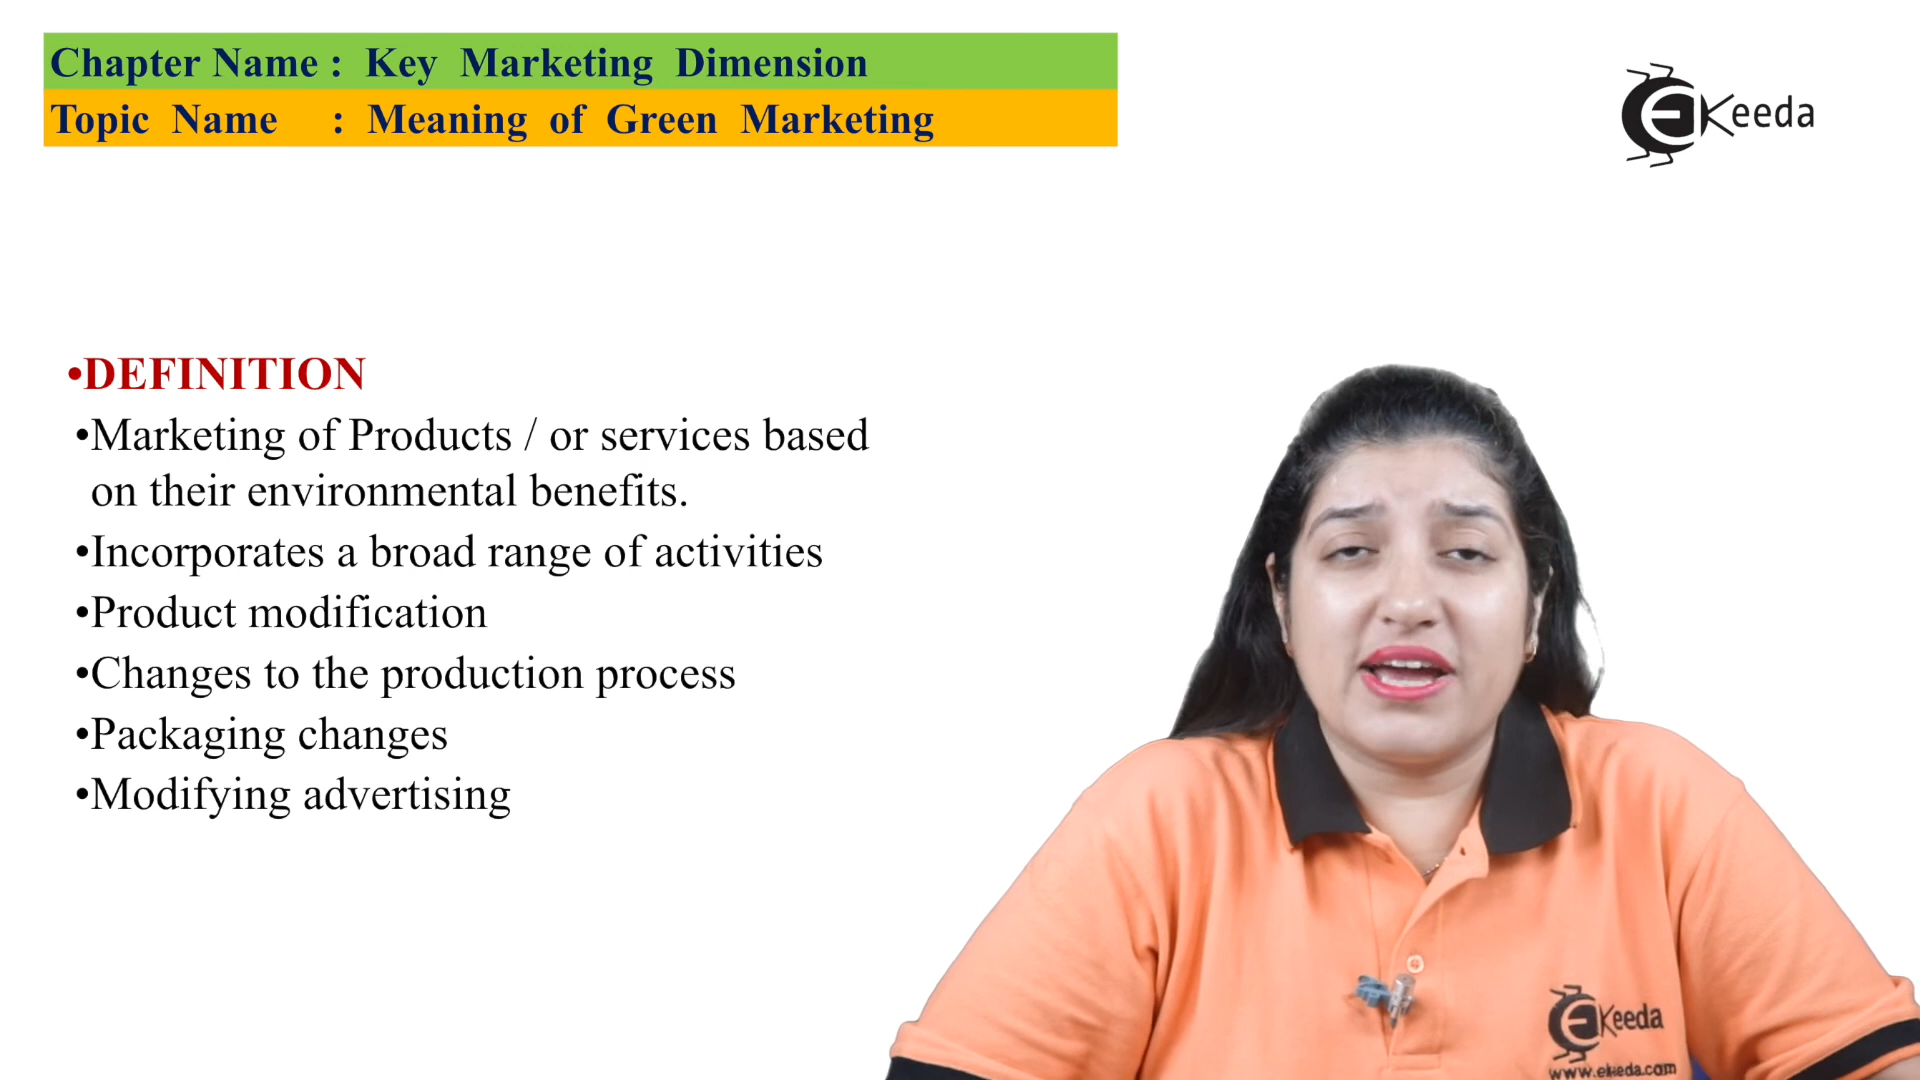 Chapter Name : Key Marketing Dimension
Topic Name : Meaning of Green Marketing
EKeeda
•DEFINITION
•Marketing of Products / or services based
on their environmental benefits.
•Incorporates a broad range of activities
•Product modification
•Changes to the production process
•Packaging changes
•Modifying advertising
EKeeda
www.ekeeda.com